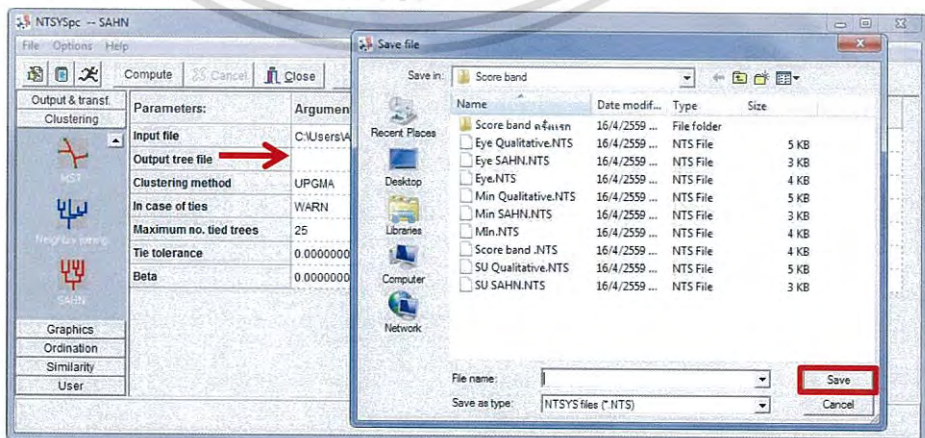 NTSYSpc -- SAHN
File Options Help
Compute Cancel Close
Output & transf.
Clustering
MST
Neighbor joining
SAHN
Graphics
Ordination
Similarity
User
Parameters: Argumen
Input file C:\Users\A
Output tree file
Clustering method UPGMA
In case of ties WARN
Maximum no. tied trees 25
Tie tolerance 0.0000000
Beta 0.0000000
Save file
Save in: Score band
Recent Places
Desktop
Libraries
Computer
Network
Name Date modif... Type Size
Score band ครั้งแรก 16/4/2559 ... File folder
Eye Qualitative.NTS 16/4/2559 ... NTS File 5 KB
Eye SAHN.NTS 16/4/2559 ... NTS File 3 KB
Eye.NTS 16/4/2559 ... NTS File 4 KB
Min Qualitative.NTS 16/4/2559 ... NTS File 5 KB
Min SAHN.NTS 16/4/2559 ... NTS File 3 KB
MIn.NTS 16/4/2559 ... NTS File 4 KB
Score band .NTS 16/4/2559 ... NTS File 4 KB
SU Qualitative.NTS 16/4/2559 ... NTS File 5 KB
SU SAHN.NTS 16/4/2559 ... NTS File 3 KB
File name: Save
Save as type: NTSYS files (*.NTS) Cancel